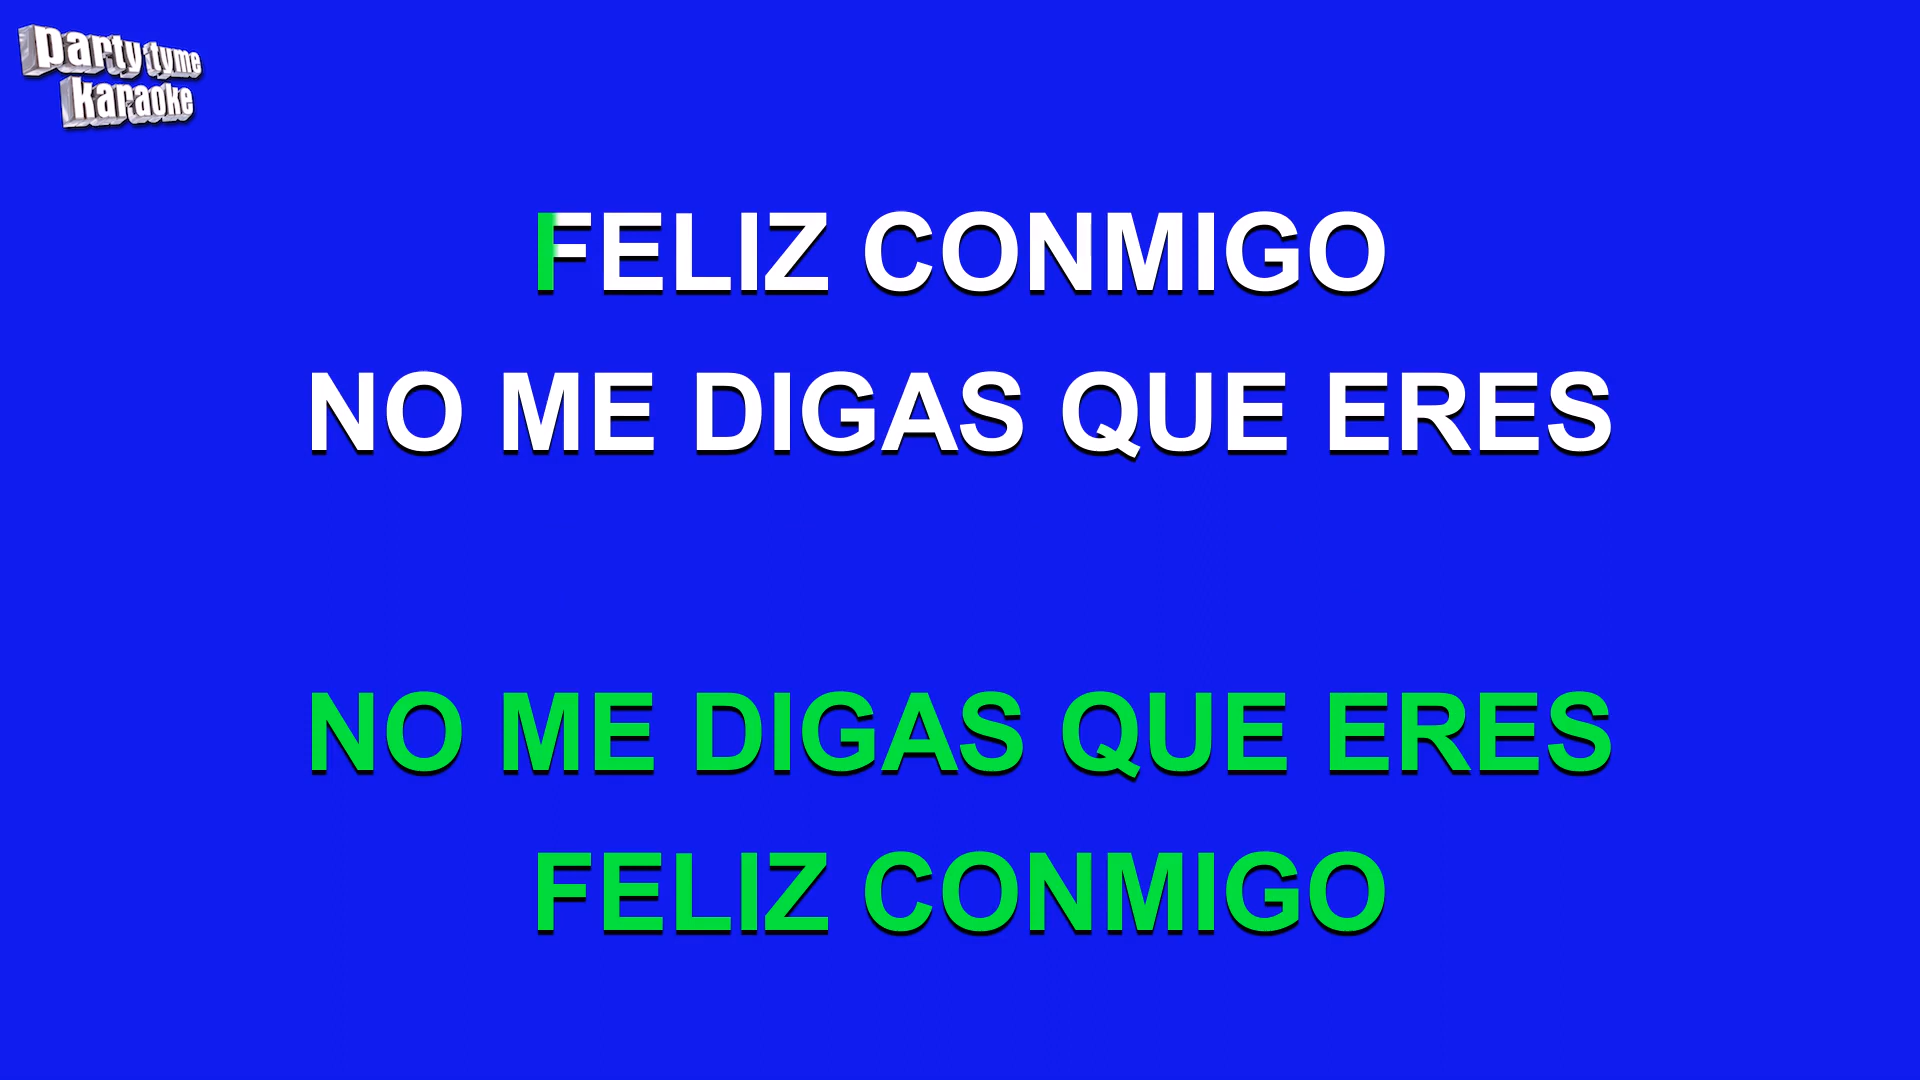 party tyme
karaoke
FELIZ CONMIGO
NO ME DIGAS QUE ERES
NO ME DIGAS QUE ERES
FELIZ CONMIGO